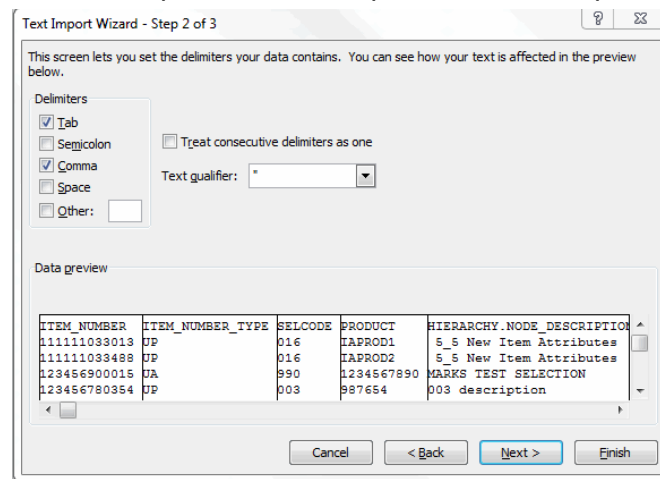 Text Import Wizard - Step 2 of 3
This screen lets you set the delimiters your data contains. You can see how your text is affected in the preview
below.
Delimiters
Tab
Semicolon
Comma
Space
Other:
Treat consecutive delimiters as one
Text qualifier: "
Data preview
ITEM_NUMBER ITEM_NUMBER_TYPE SELCODE PRODUCT HIERARCHY.NODE_DESCRIPTION
111111033013 UP 016 IAPROD1 5_5 New Item Attributes
111111033488 UP 016 IAPROD2 5_5 New Item Attributes
123456900015 UA 990 1234567890 MARKS TEST SELECTION
123456780354 UP 003 987654 003 description
Cancel < Back Next > Finish